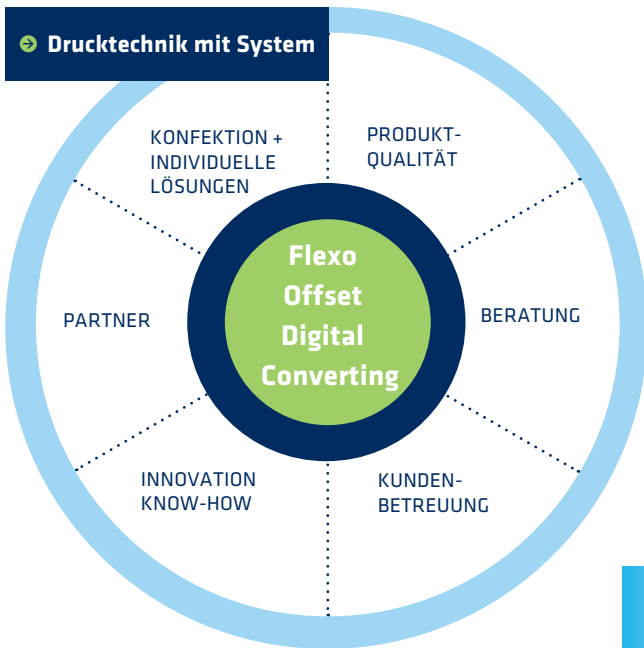 Drucktechnik mit System
KONFEKTION +
INDIVIDUELLE
LÖSUNGEN
PRODUKT-
QUALITÄT
PARTNER
Flexo
Offset
Digital
Converting
BERATUNG
INNOVATION
KNOW-HOW
KUNDEN-
BETREUUNG